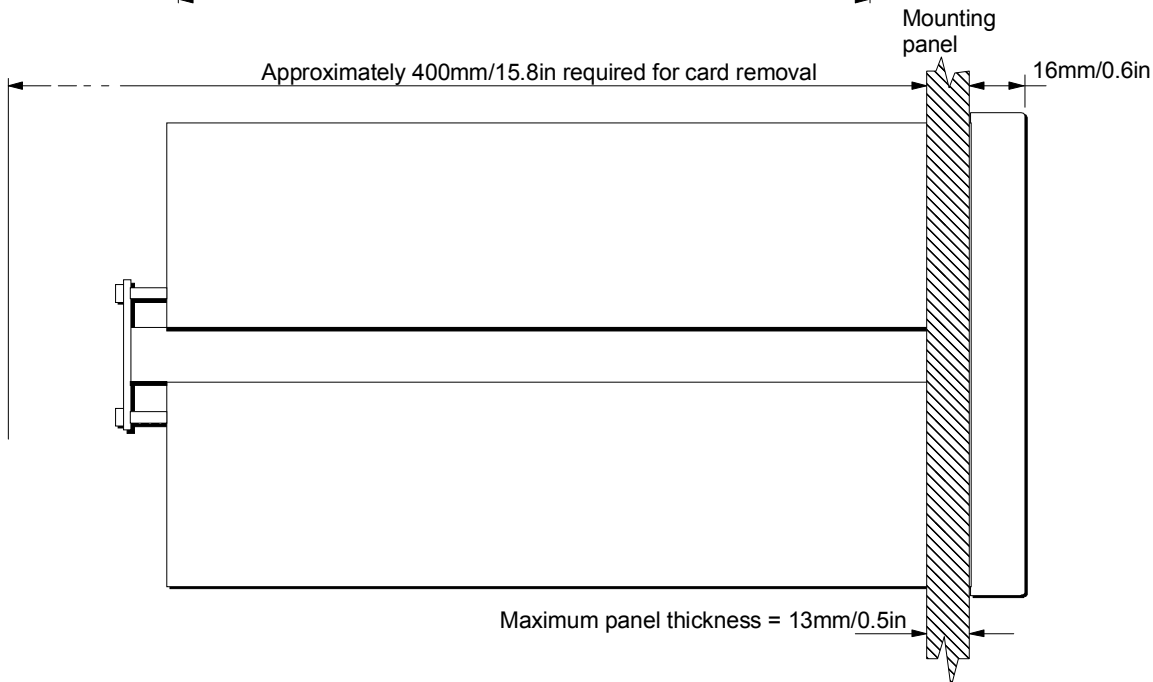 Mounting
panel
Approximately 400mm/15.8in required for card removal
16mm/0.6in
Maximum panel thickness = 13mm/0.5in